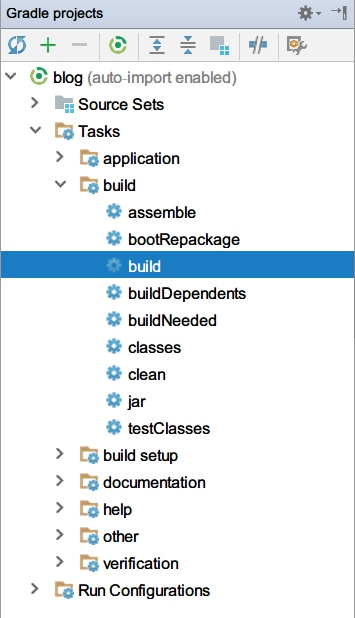 Gradle projects
blog (auto-import enabled)
Source Sets
Tasks
application
build
assemble
bootRepackage
build
buildDependents
buildNeeded
classes
clean
jar
testClasses
build setup
documentation
help
other
verification
Run Configurations